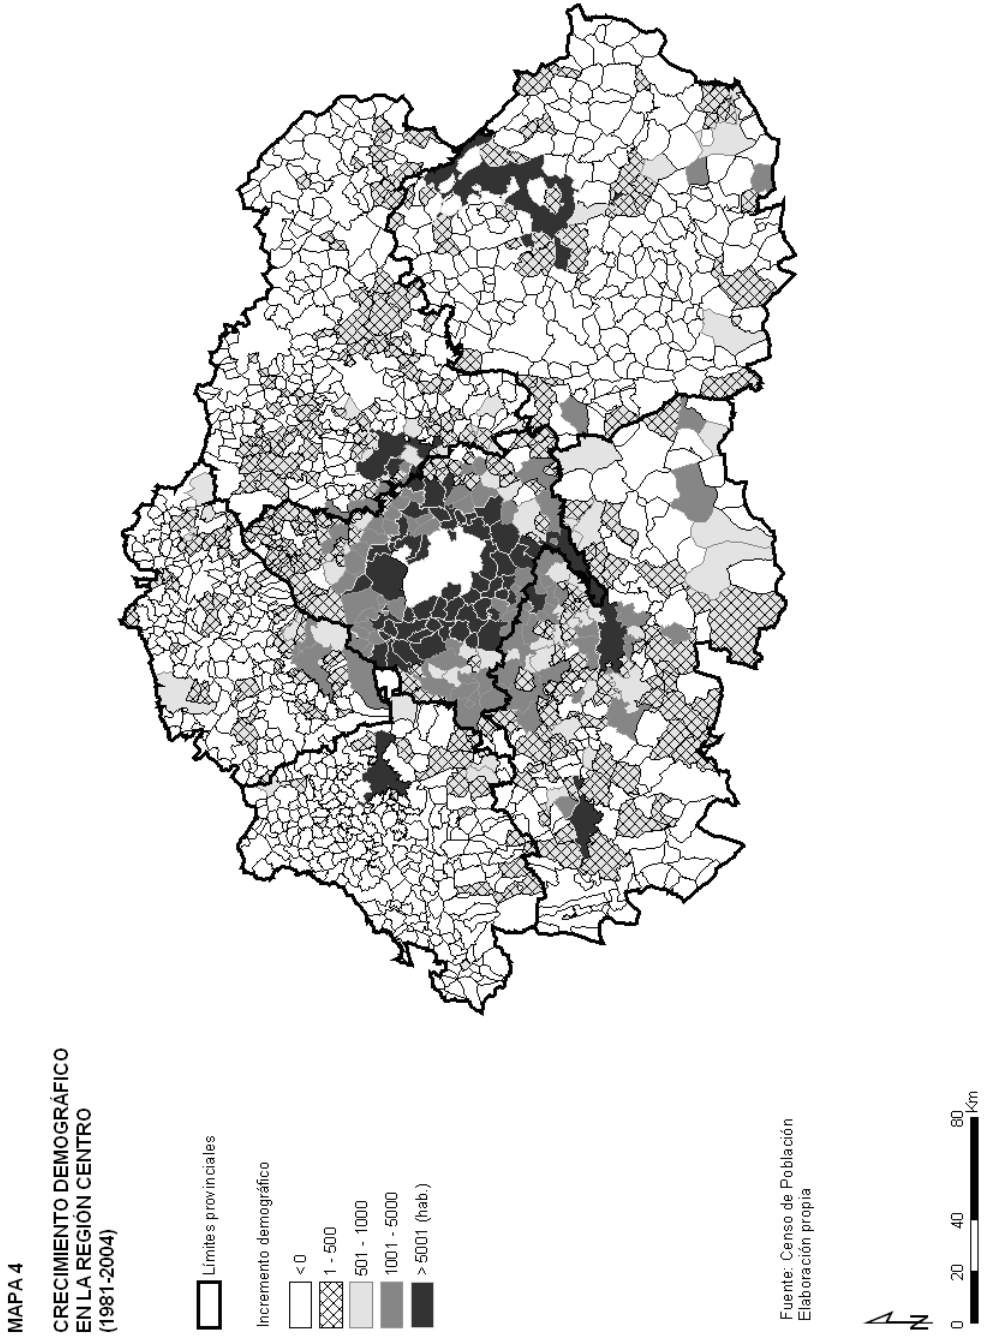 MAPA 4
CRECIMIENTO DEMOGRÁFICO
EN LA REGIÓN CENTRO
(1981-2004)
Límites provinciales
Incremento demográfico
< 0
1 - 500
501 - 1000
1001 - 5000
> 5001 (hab.)
Fuente: Censo de Población
Elaboración propia
N
0 20 40 80
Km